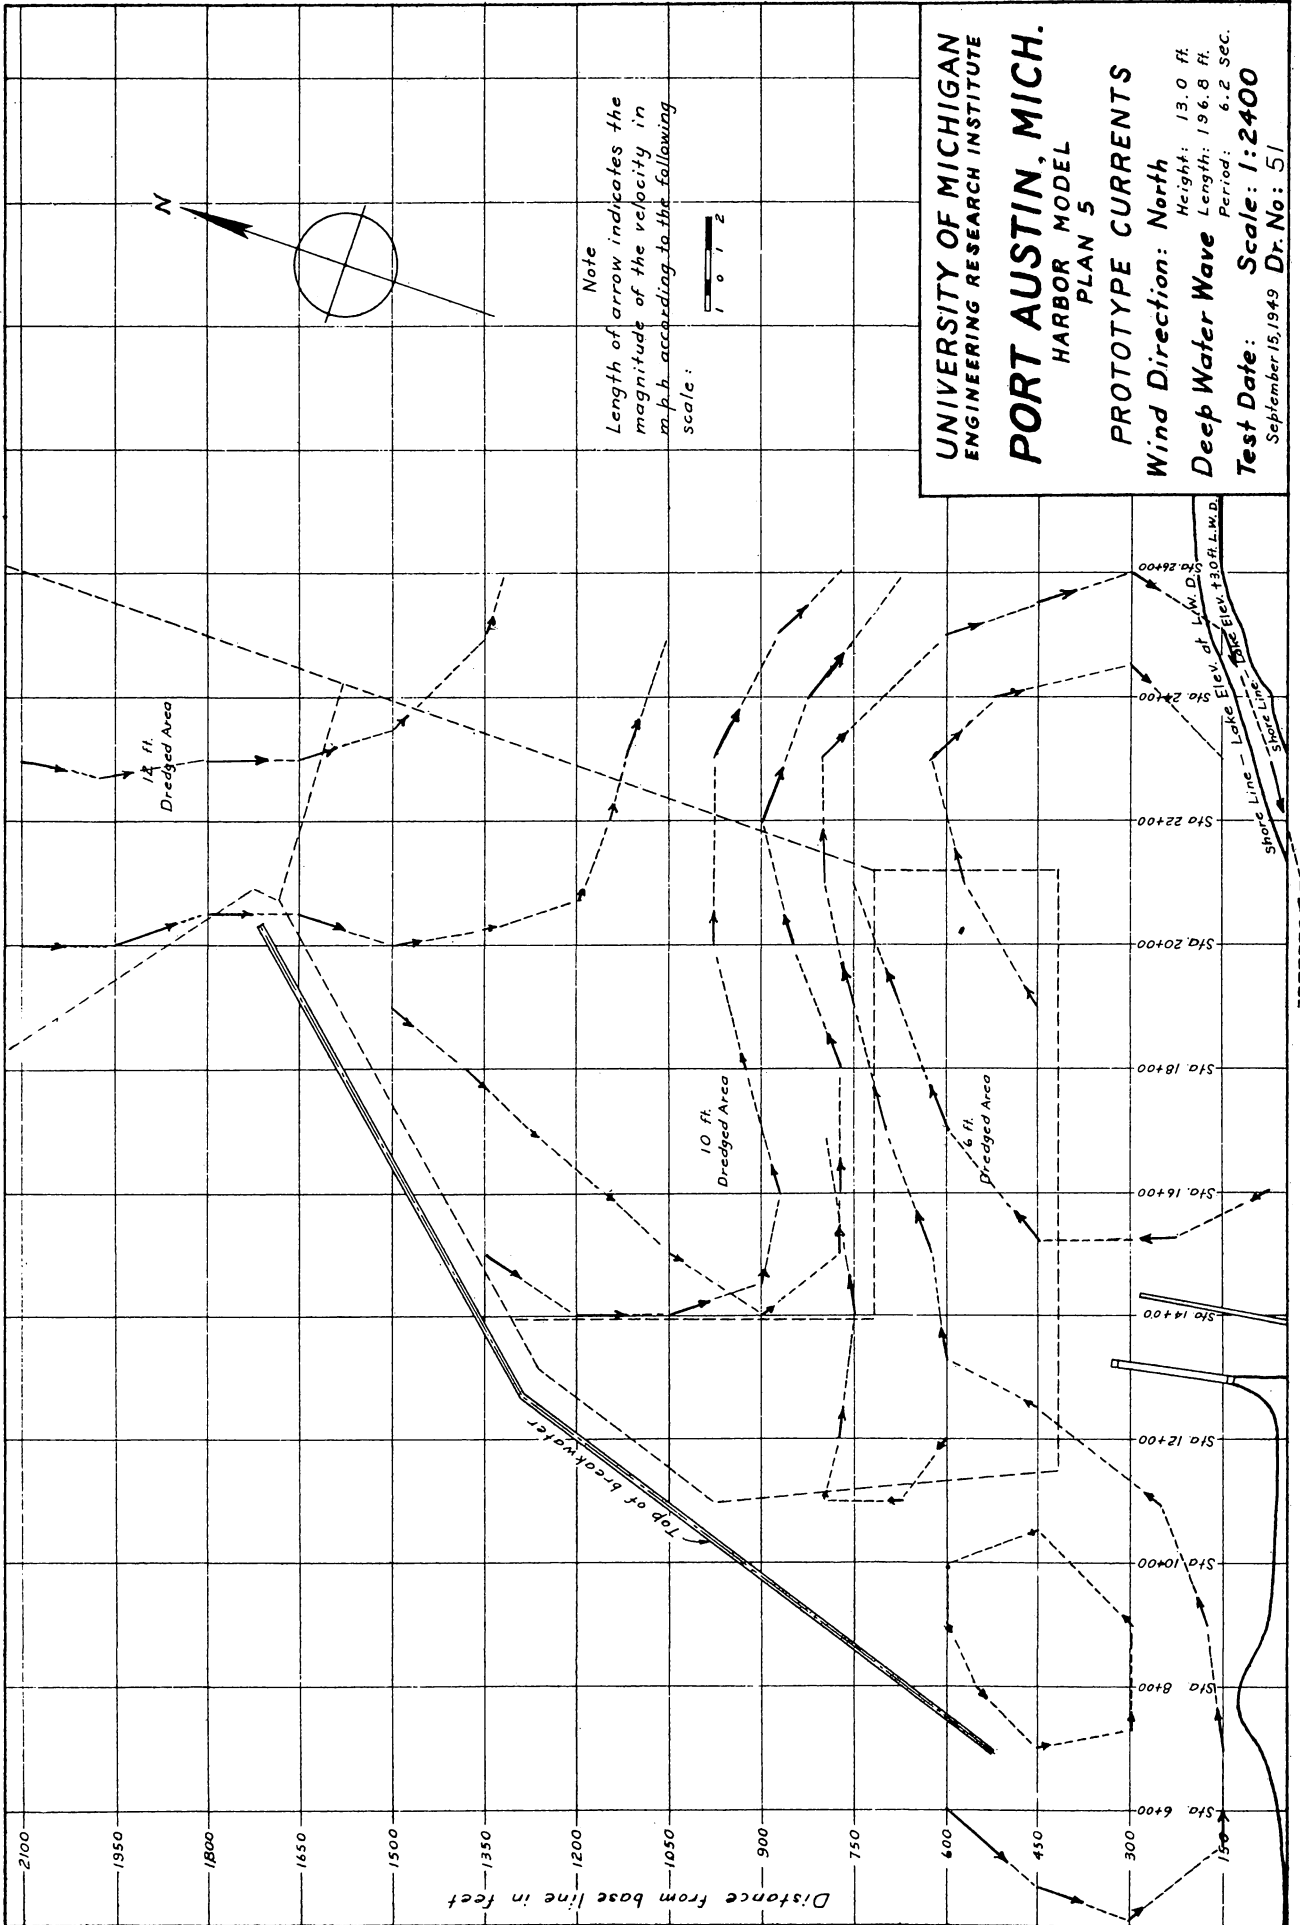 UNIVERSITY OF MICHIGAN
ENGINEERING RESEARCH INSTITUTE
PORT AUSTIN, MICH.
HARBOR MODEL
PLAN 5
PROTOTYPE CURRENTS
Wind Direction: North
Deep Water Wave
Height: 13.0 ft.
Length: 196.8 ft.
Period: 6.2 sec.
Test Date:
September 15, 1949
Scale: 1:2400
Dr. No: 51
N
Note
Length of arrow indicates the
magnitude of the velocity in
m.p.h. according to the following
scale:
1 0 1 2
12 ft.
Dredged Area
10 ft.
Dredged Area
6 ft.
Dredged Area
Top of breakwater
Shore Line - Lake Elev. at L.W.D.
Shore Line - Lake Elev. +3.0 ft. L.W.D.
Sta. 26+00
Sta. 24+00
Sta 22+00
Sta. 20+00
Sta. 18+00
Sta. 16+00
Sta 14+00
Sta. 12+00
Sta 10+00
Sta 8+00
Sta. 6+00
2100
1950
1800
1650
1500
1350
1200
1050
900
750
600
450
300
150
Distance from base line in feet